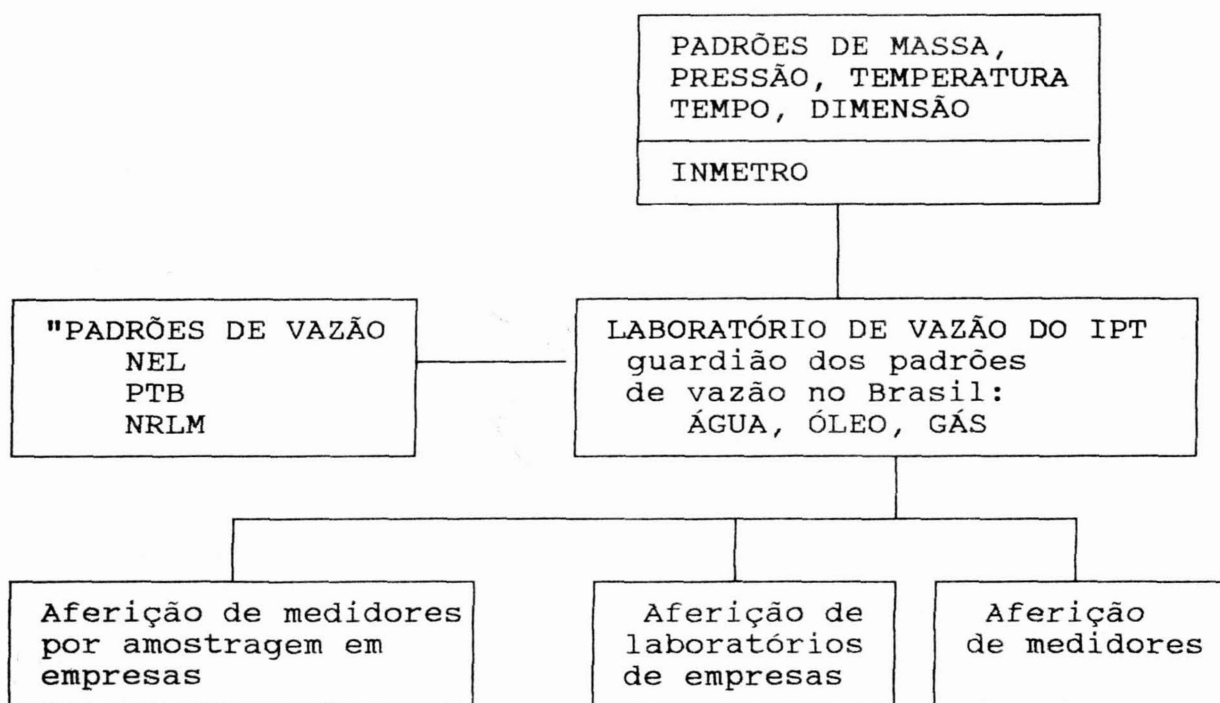 PADRÕES DE MASSA,
PRESSÃO, TEMPERATURA
TEMPO, DIMENSÃO
INMETRO
"PADRÕES DE VAZÃO
NEL
PTB
NRLM
LABORATÓRIO DE VAZÃO DO IPT
guardião dos padrões
de vazão no Brasil:
ÁGUA, ÓLEO, GÁS
Aferição de medidores
por amostragem em
empresas
Aferição de
laboratórios
de empresas
Aferição
de medidores